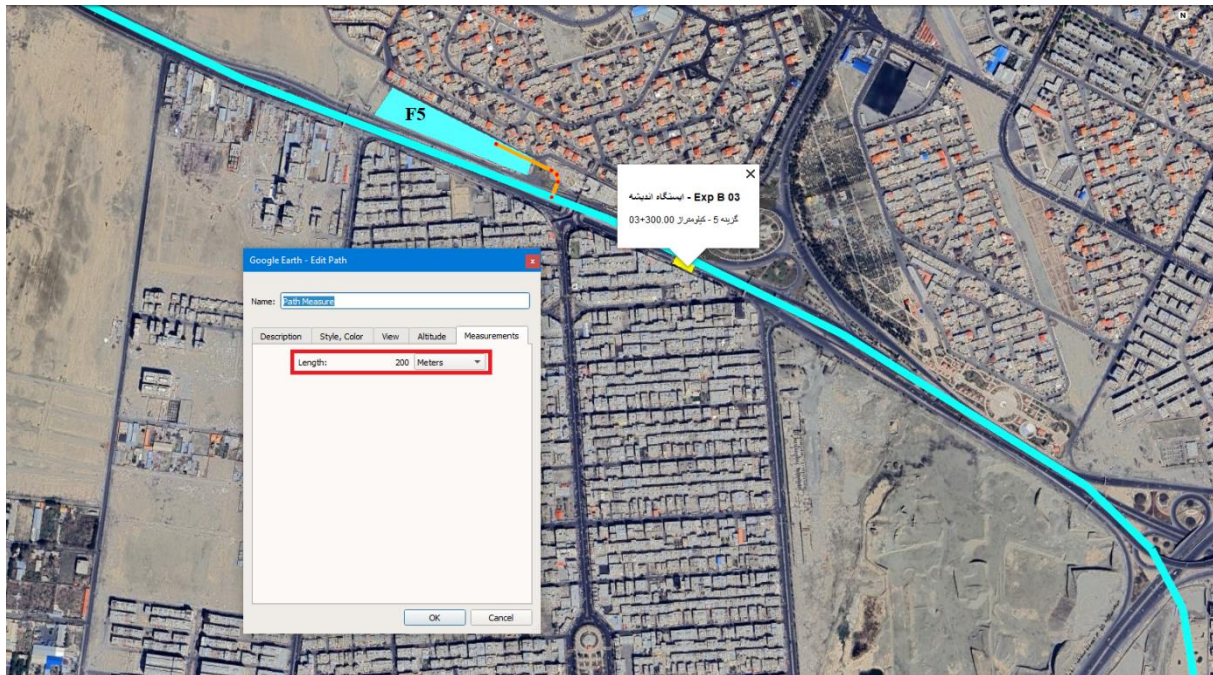 N
F5
Exp B 03 - ایستگاه اندیشه
گزینه 5 - کیلومتراژ 03+300.00
Google Earth - Edit Path
Name: Path Measure
Description Style, Color View Altitude Measurements
Length: 200 Meters
OK Cancel